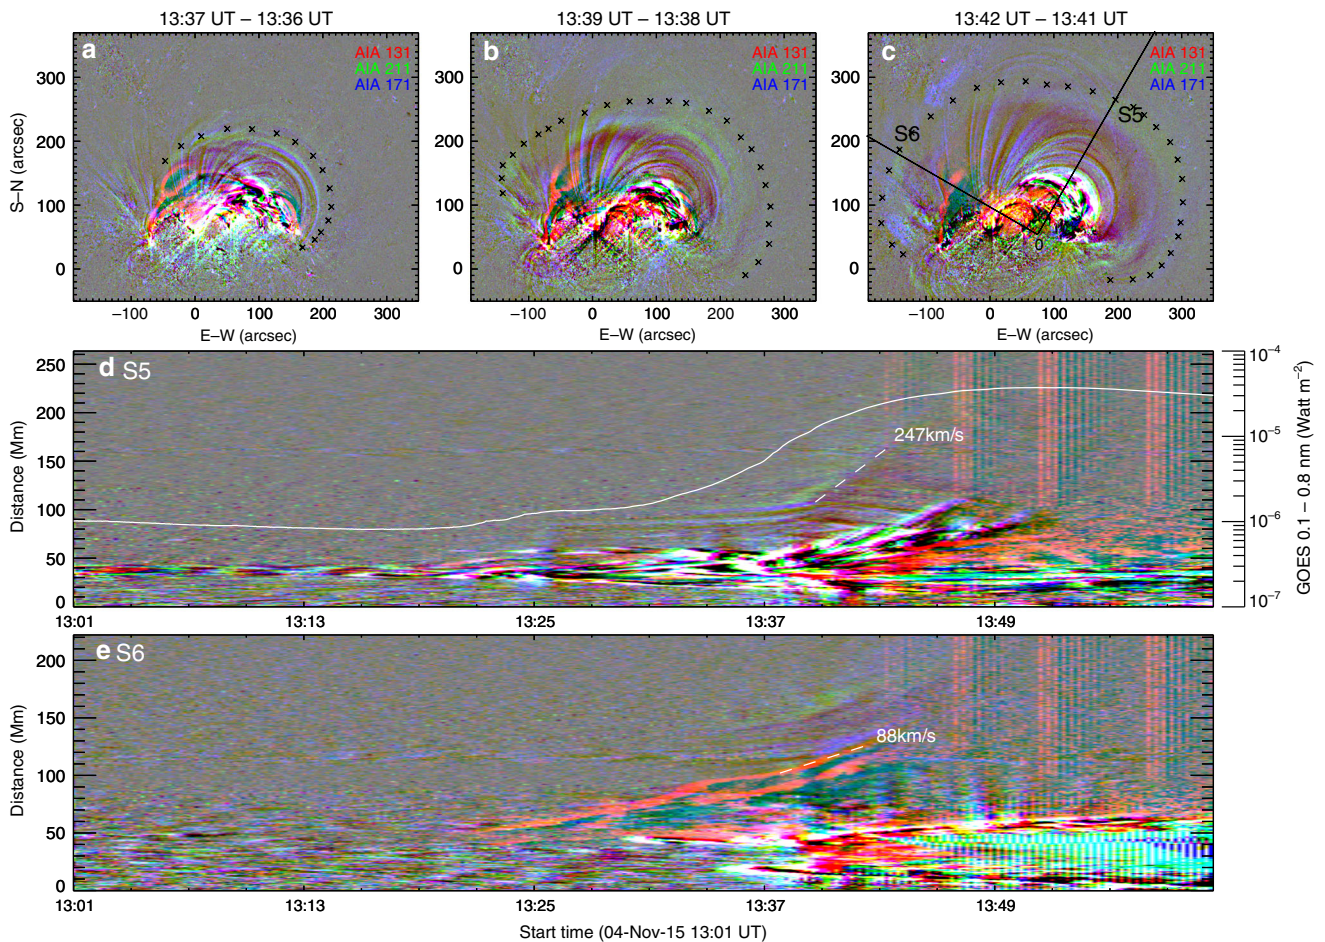 13:37 UT – 13:36 UT
13:39 UT – 13:38 UT
13:42 UT – 13:41 UT
a
AIA 131
AIA 211
AIA 171
b
AIA 131
AIA 211
AIA 171
c
AIA 131
AIA 211
AIA 171
S5
S6
0
S–N (arcsec)
300
200
100
0
300
200
100
0
300
200
100
0
−100 0 100 200 300
−100 0 100 200 300
−100 0 100 200 300
E–W (arcsec)
E–W (arcsec)
E–W (arcsec)
d S5
247km/s
Distance (Mm)
250
200
150
100
50
0
10⁻⁴
10⁻⁵
10⁻⁶
10⁻⁷
GOES 0.1 – 0.8 nm (Watt m⁻²)
13:01 13:13 13:25 13:37 13:49
e S6
88km/s
Distance (Mm)
200
150
100
50
0
13:01 13:13 13:25 13:37 13:49
Start time (04-Nov-15 13:01 UT)